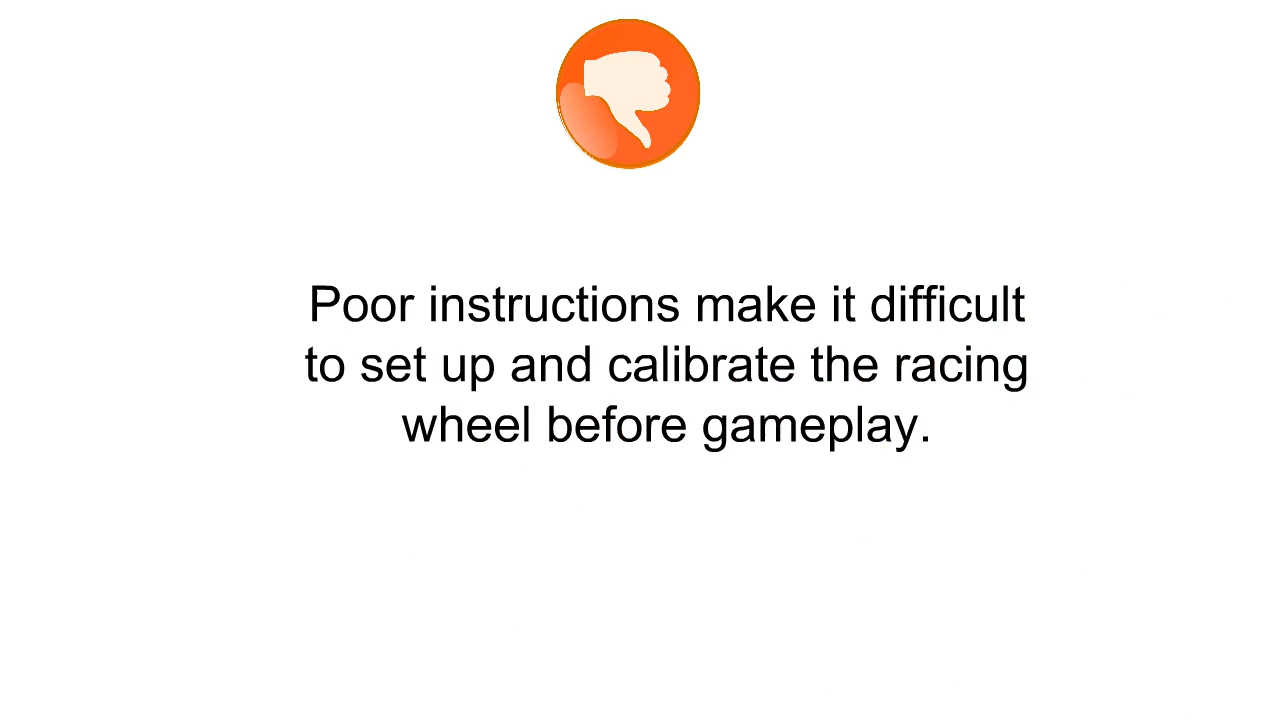 Poor instructions make it difficult
to set up and calibrate the racing
wheel before gameplay.